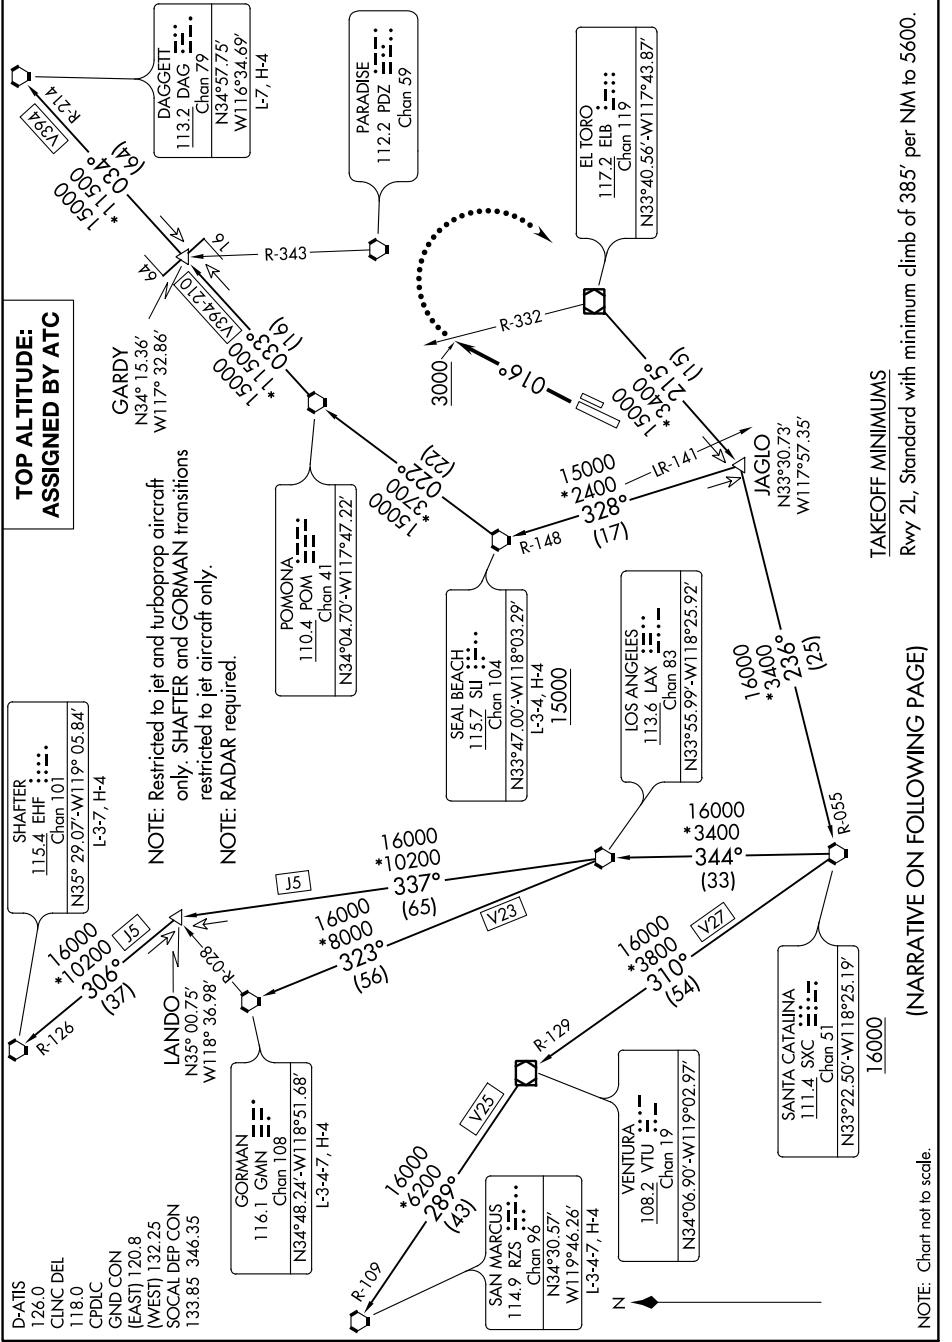 D-ATIS
126.0
CLNC DEL
118.0
CPDLC
GND CON
(EAST) 120.8
(WEST) 132.25
SOCAL DEP CON
133.85 346.35
SHAFTER
115.4 EHF
Chan 101
N35° 29.07'-W119° 05.84'
L-3-7, H-4
TOP ALTITUDE:
ASSIGNED BY ATC
NOTE: Restricted to jet and turboprop aircraft
only. SHAFTER and GORMAN transitions
restricted to jet aircraft only.
NOTE: RADAR required.
DAGGETT
113.2 DAG
Chan 79
N34°57.75'
W116°34.69'
L-7, H-4
R-214
V394
15000
*11500
034°
(64)
GARDY
N34° 15.36'
W117° 32.86'
64
16
R-343
PARADISE
112.2 PDZ
Chan 59
V394-210
15000
*11500
033°
(16)
POMONA
110.4 POM
Chan 41
N34°04.70'-W117°47.22'
15000
*3700
022°
(22)
R-126
16000
*10200
306°
(37)
J5
LANDO
N35° 00.75'
W118° 36.98'
R-028
GORMAN
116.1 GMN
Chan 108
N34°48.24'-W118°51.68'
L-3-4-7, H-4
J5
16000
*10200
337°
(65)
16000
*8000
323°
(56)
V23
SEAL BEACH
115.7 SLI
Chan 104
N33°47.00'-W118°03.29'
L-3-4, H-4
15000
R-148
15000
*2400
328°
(17)
LR-141
3000
R-332
016°
EL TORO
117.2 ELB
Chan 119
N33°40.56'-W117°43.87'
15000
*3400
215°
(15)
JAGLO
N33°30.73'
W117°57.35'
LOS ANGELES
113.6 LAX
Chan 83
N33°55.99'-W118°25.92'
16000
*3400
344°
(33)
16000
*3400
236°
(25)
R-055
R-109
16000
*6200
289°
(43)
V25
R-129
16000
*3800
310°
(54)
V27
SAN MARCUS
114.9 RZS
Chan 96
N34°30.57'
W119°46.26'
L-3-4-7, H-4
VENTURA
108.2 VTU
Chan 19
N34°06.90'-W119°02.97'
SANTA CATALINA
111.4 SXC
Chan 51
N33°22.50'-W118°25.19'
16000
N
TAKEOFF MINIMUMS
Rwy 2L, Standard with minimum climb of 385' per NM to 5600.
(NARRATIVE ON FOLLOWING PAGE)
NOTE: Chart not to scale.